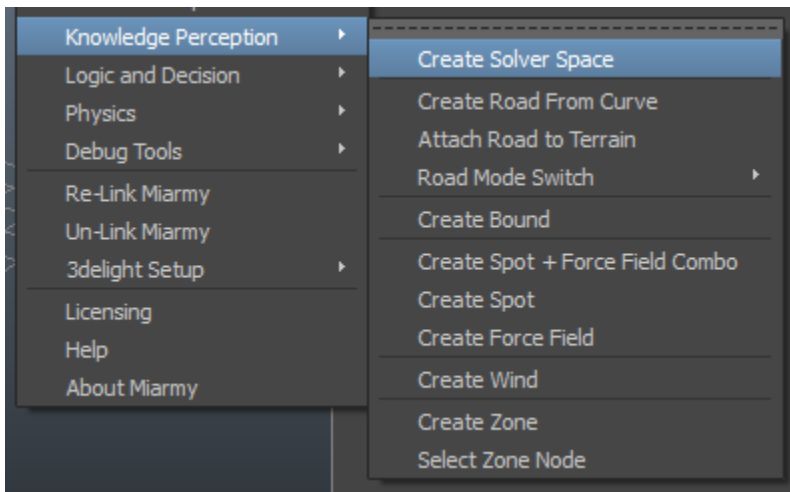 Knowledge Perception
Logic and Decision
Physics
Debug Tools
Re-Link Miarmy
Un-Link Miarmy
3delight Setup
Licensing
Help
About Miarmy
Create Solver Space
Create Road From Curve
Attach Road to Terrain
Road Mode Switch
Create Bound
Create Spot + Force Field Combo
Create Spot
Create Force Field
Create Wind
Create Zone
Select Zone Node